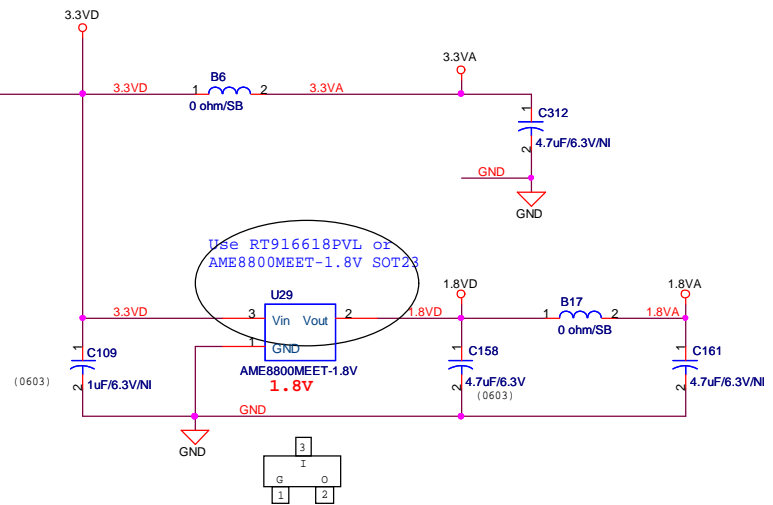 3.3VD
3.3VA
B6
3.3VD
1
2
3.3VA
0 ohm/SB
1
C312
2
4.7uF/6.3V/NI
GND
GND
Use RT916618PVL or
AME8800MEET-1.8V SOT23
U29
1.8VD
B17
1.8VA
3.3VD
3
Vin
Vout
2
1.8VD
1
2
1.8VA
0 ohm/SB
1
GND
1
C109
1
C158
1
C161
(0603)
2
1uF/6.3V/NI
AME8800MEET-1.8V
1.8V
2
4.7uF/6.3V
(0603)
2
4.7uF/6.3V/NI
GND
GND
3
I
G
O
1
2